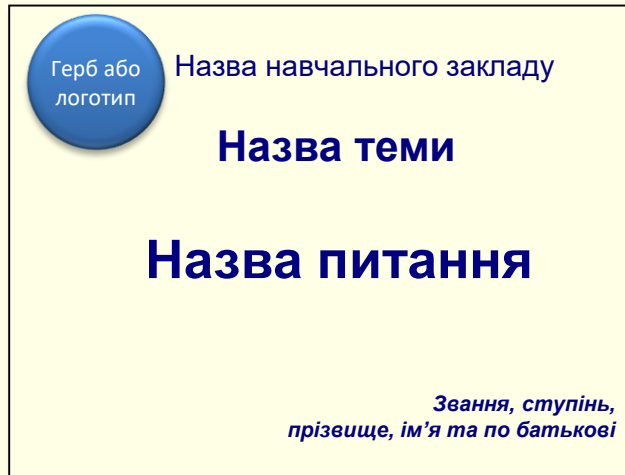 Герб або
логотип
Назва навчального закладу
Назва теми
Назва питання
Звання, ступінь,
прізвище, ім’я та по батькові